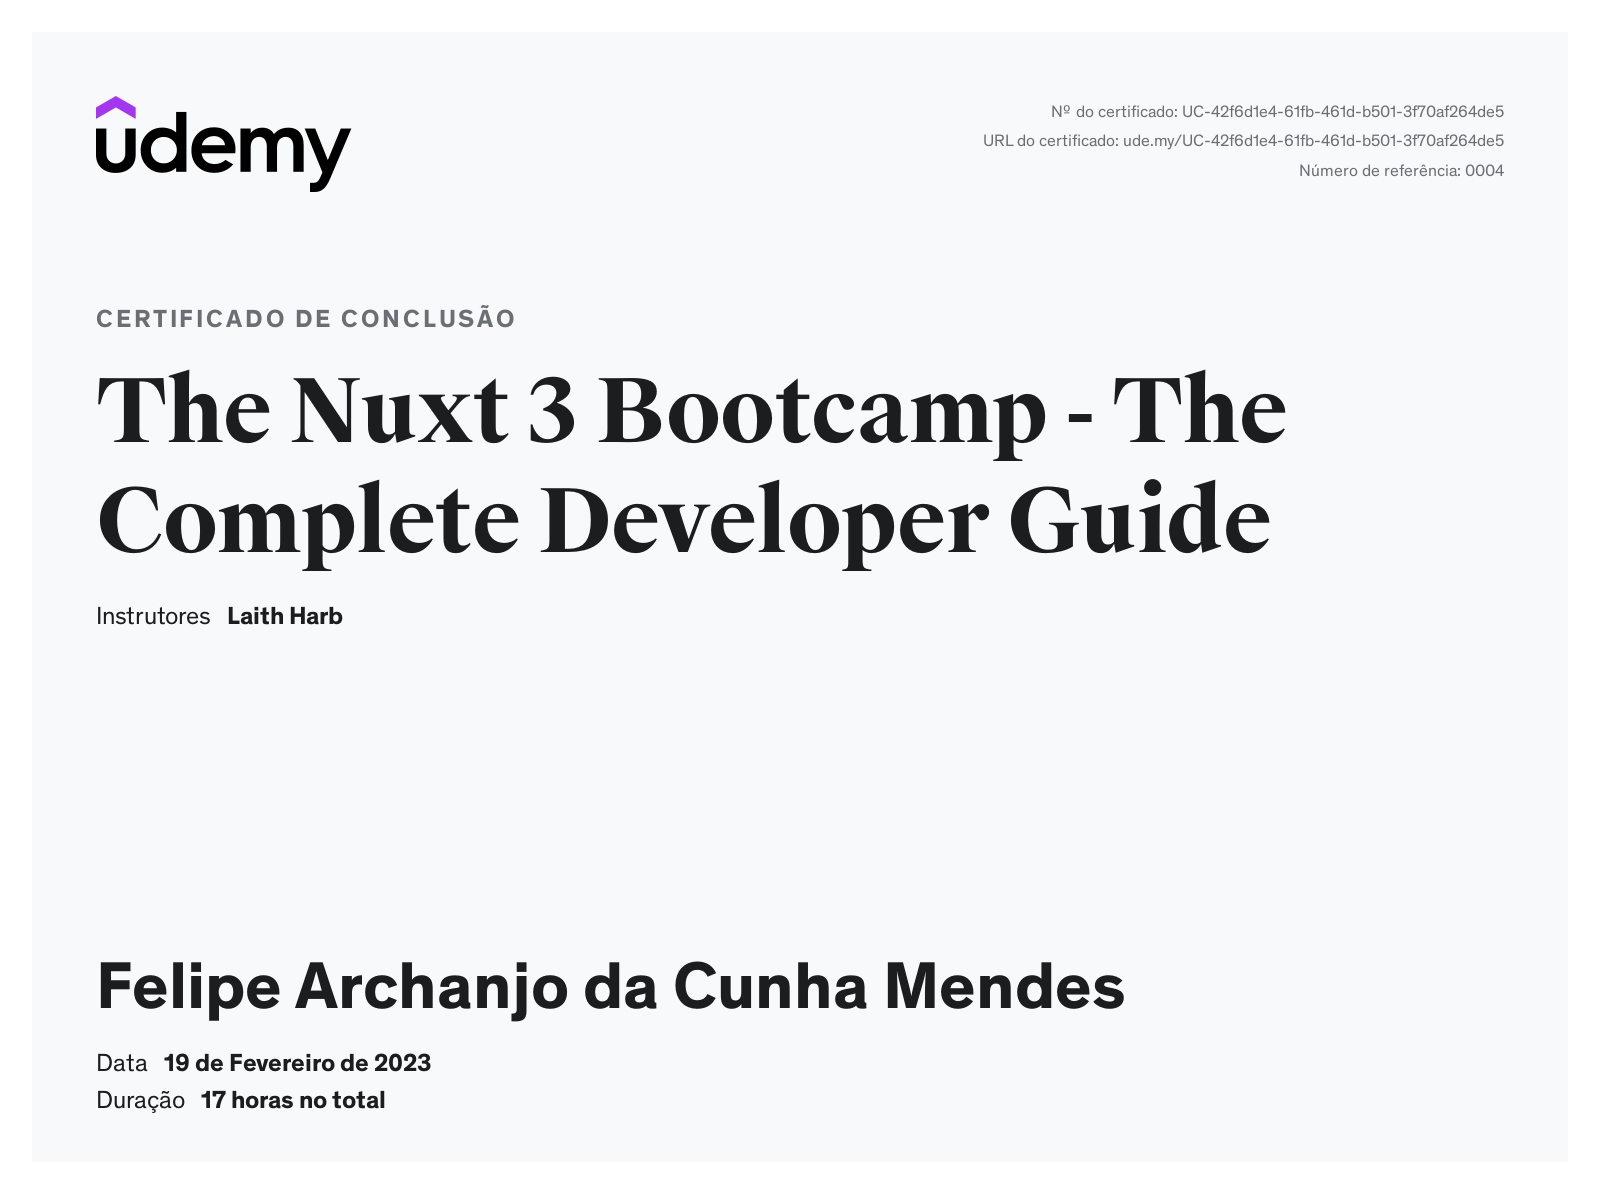 udemy
Nº do certificado: UC-42f6d1e4-61fb-461d-b501-3f70af264de5
URL do certificado: ude.my/UC-42f6d1e4-61fb-461d-b501-3f70af264de5
Número de referência: 0004
CERTIFICADO DE CONCLUSÃO
The Nuxt 3 Bootcamp - The
Complete Developer Guide
Instrutores Laith Harb
Felipe Archanjo da Cunha Mendes
Data 19 de Fevereiro de 2023
Duração 17 horas no total